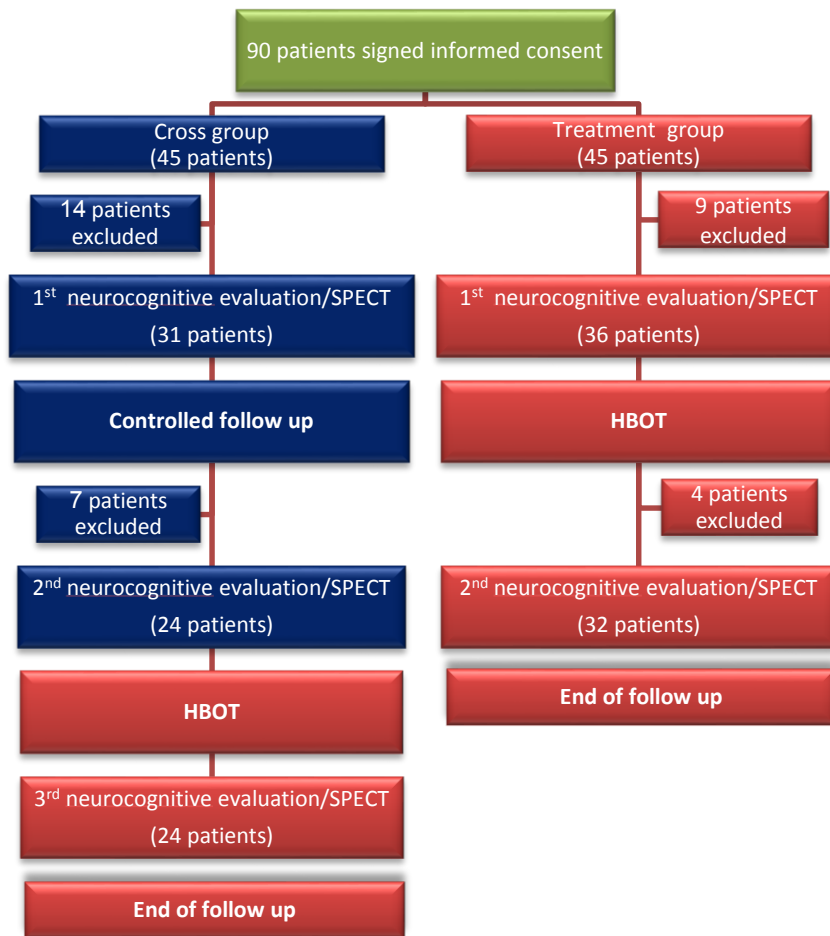 90 patients signed informed consent
Cross group
(45 patients)
14 patients
excluded
1st neurocognitive evaluation/SPECT
(31 patients)
Controlled follow up
7 patients
excluded
2nd neurocognitive evaluation/SPECT
(24 patients)
HBOT
3rd neurocognitive evaluation/SPECT
(24 patients)
End of follow up
Treatment group
(45 patients)
9 patients
excluded
1st neurocognitive evaluation/SPECT
(36 patients)
HBOT
4 patients
excluded
2nd neurocognitive evaluation/SPECT
(32 patients)
End of follow up